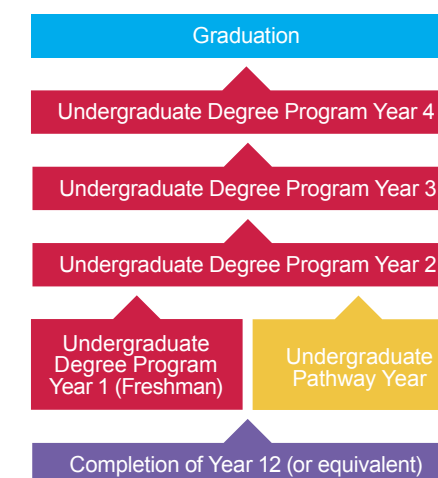 Graduation
Undergraduate Degree Program Year 4
Undergraduate Degree Program Year 3
Undergraduate Degree Program Year 2
Undergraduate
Degree Program
Year 1 (Freshman)
Undergraduate
Pathway Year
Completion of Year 12 (or equivalent)